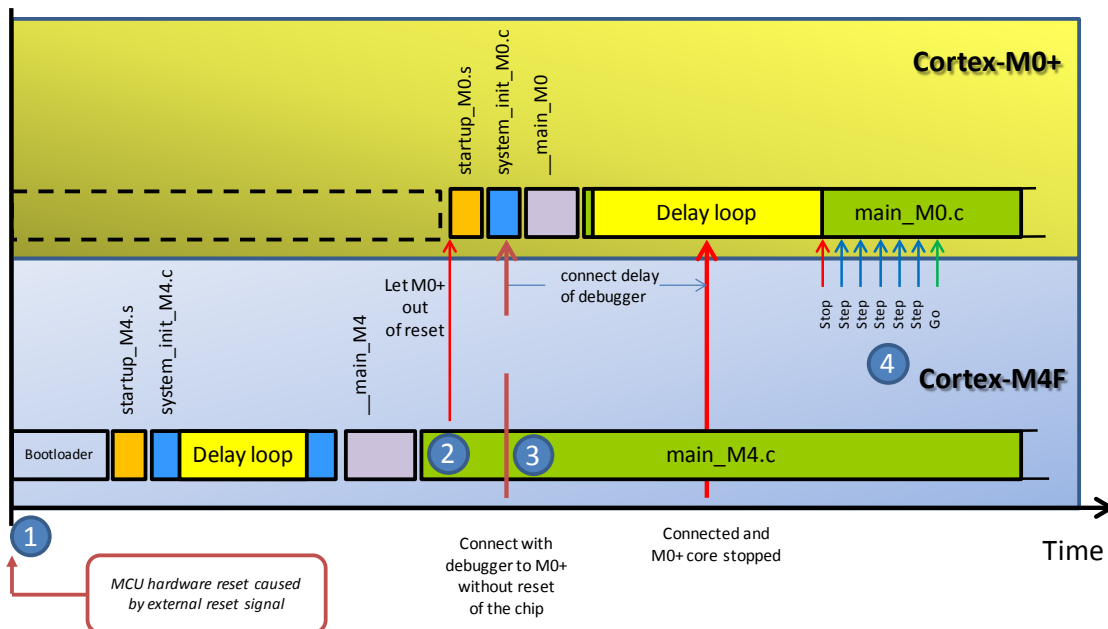 Cortex-M0+
startup_M0.s
system_init_M0.c
__main_M0
Delay loop
main_M0.c
Let M0+
out
of reset
connect delay
of debugger
Stop
Step
Step
Step
Step
Step
Go
4
Cortex-M4F
startup_M4.s
system_init_M4.c
__main_M4
Bootloader
Delay loop
2
3
main_M4.c
1
MCU hardware reset caused
by external reset signal
Connect with
debugger to M0+
without reset
of the chip
Connected and
M0+ core stopped
Time